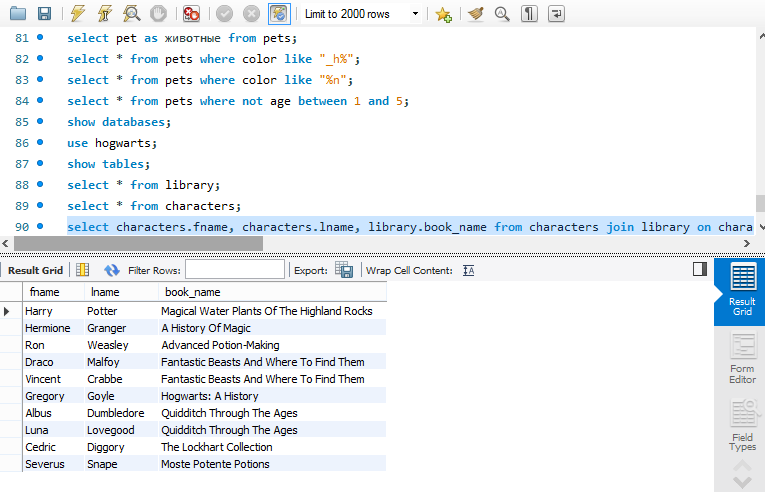 Limit to 2000 rows
81 select pet as животные from pets;
82 select * from pets where color like "_h%";
83 select * from pets where color like "%n";
84 select * from pets where not age between 1 and 5;
85 show databases;
86 use hogwarts;
87 show tables;
88 select * from library;
89 select * from characters;
90 select characters.fname, characters.lname, library.book_name from characters join library on chara
Result Grid Filter Rows: Export: Wrap Cell Content: IA
fname lname book_name
Harry Potter Magical Water Plants Of The Highland Rocks
Hermione Granger A History Of Magic
Ron Weasley Advanced Potion-Making
Draco Malfoy Fantastic Beasts And Where To Find Them
Vincent Crabbe Fantastic Beasts And Where To Find Them
Gregory Goyle Hogwarts: A History
Albus Dumbledore Quidditch Through The Ages
Luna Lovegood Quidditch Through The Ages
Cedric Diggory The Lockhart Collection
Severus Snape Moste Potente Potions
Result
Grid
Form
Editor
Field
Types